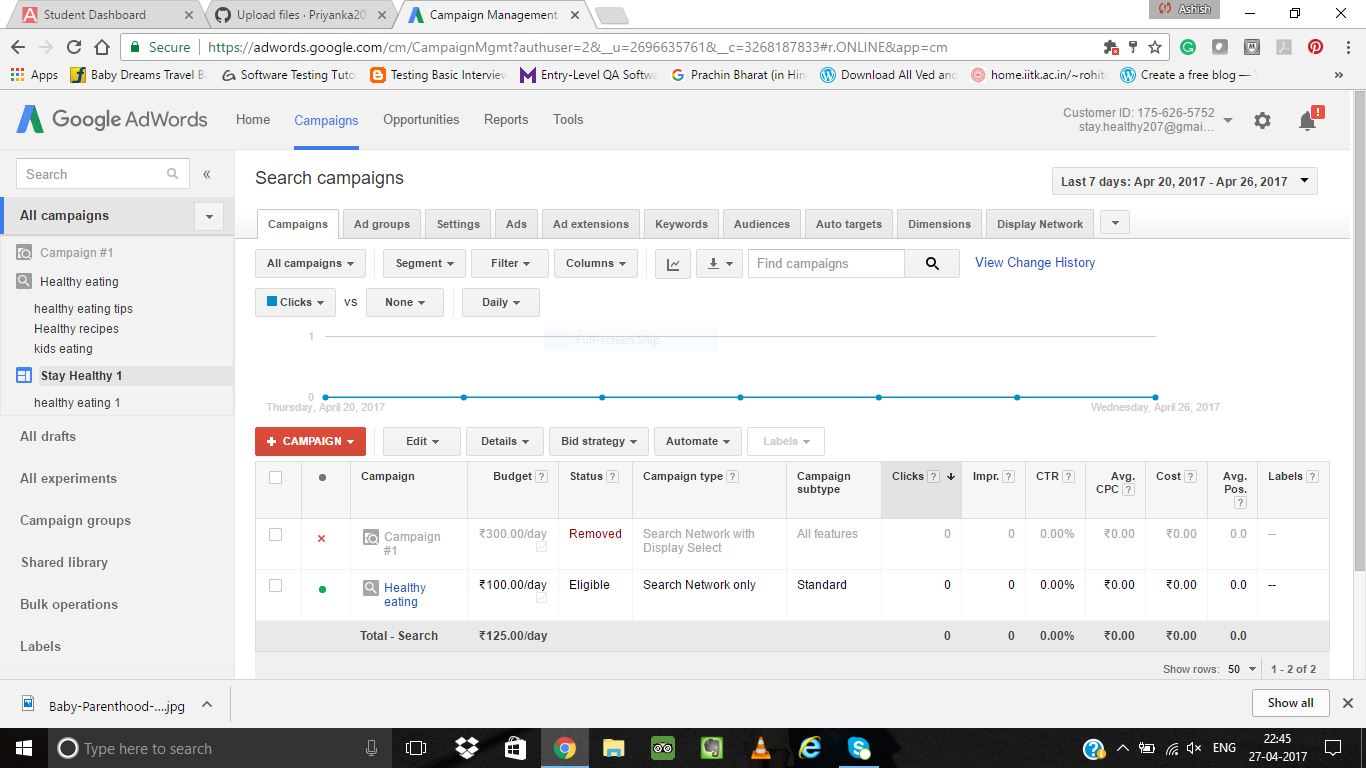 Student Dashboard
Upload files · Priyanka20
Campaign Management
Ashish
Secure
https://adwords.google.com/cm/CampaignMgmt?authuser=2&__u=2696635761&__c=3268187833#r.ONLINE&app=cm
Apps
Baby Dreams Travel B
Software Testing Tuto
Testing Basic Interview
Entry-Level QA Softwa
Prachin Bharat (in Hin
Download All Ved and
home.iitk.ac.in/~rohit
Create a free blog —
»
Google AdWords
Home
Campaigns
Opportunities
Reports
Tools
Customer ID: 175-626-5752
stay.healthy207@gmai...
!
Search
«
All campaigns
Campaign #1
Healthy eating
healthy eating tips
Healthy recipes
kids eating
Stay Healthy 1
healthy eating 1
All drafts
All experiments
Campaign groups
Shared library
Bulk operations
Labels
Search campaigns
Last 7 days: Apr 20, 2017 - Apr 26, 2017
Campaigns Ad groups Settings Ads Ad extensions Keywords Audiences Auto targets Dimensions Display Network
All campaigns Segment Filter Columns Find campaigns View Change History
Clicks vs None Daily
1
Full-screen Snip
0
Thursday, April 20, 2017 Wednesday, April 26, 2017
+ CAMPAIGN Edit Details Bid strategy Automate Labels
Campaign Budget ? Status ? Campaign type ? Campaign subtype Clicks ? Impr. ? CTR ? Avg. CPC ? Cost ? Avg. Pos. ? Labels ?
Campaign #1 ₹300.00/day Removed Search Network with Display Select All features 0 0 0.00% ₹0.00 ₹0.00 0.0 --
Healthy eating ₹100.00/day Eligible Search Network only Standard 0 0 0.00% ₹0.00 ₹0.00 0.0 --
Total - Search ₹125.00/day 0 0 0.00% ₹0.00 ₹0.00 0.0
Show rows: 50 1 - 2 of 2
Baby-Parenthood-....jpg
Show all
Type here to search
ENG
22:45
27-04-2017